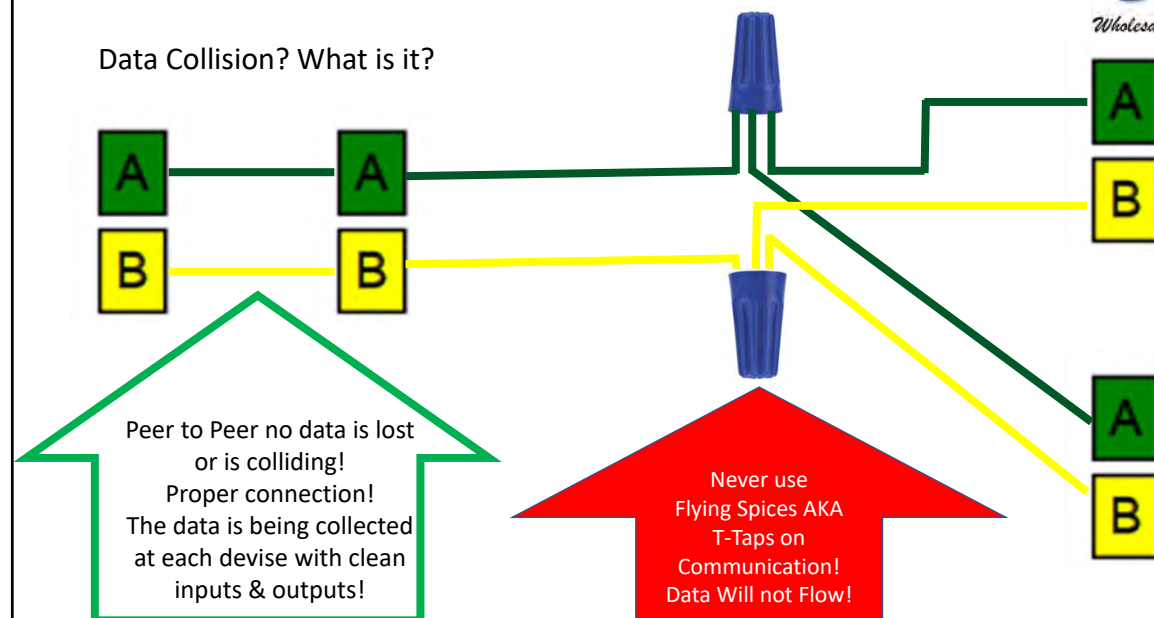 Wholesa
Data Collision? What is it?
A
A
A
B
B
B
A
B
Peer to Peer no data is lost
or is colliding!
Proper connection!
The data is being collected
at each devise with clean
inputs & outputs!
Never use
Flying Spices AKA
T-Taps on
Communication!
Data Will not Flow!